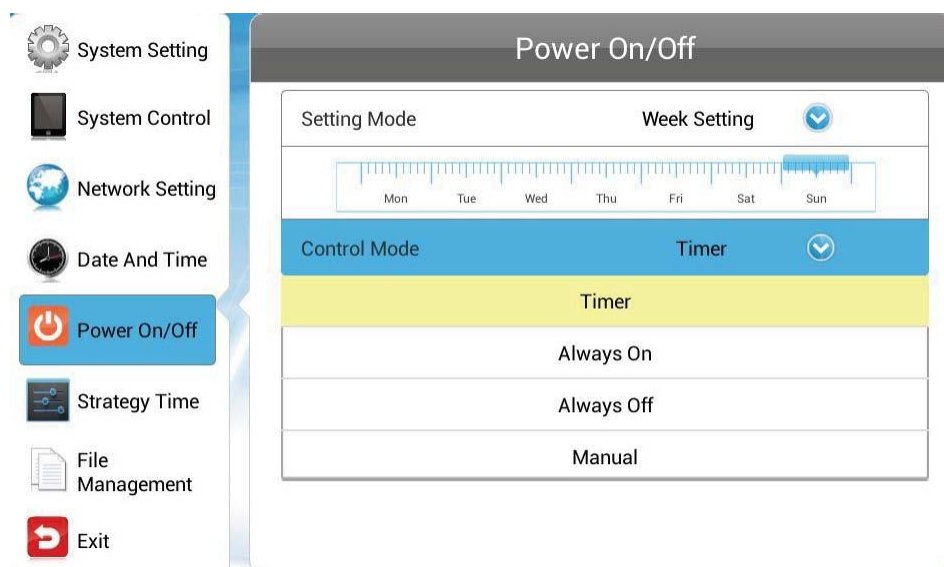 System Setting
System Control
Network Setting
Date And Time
Power On/Off
Strategy Time
File
Management
Exit
Power On/Off
Setting Mode Week Setting
Mon Tue Wed Thu Fri Sat Sun
Control Mode Timer
Timer
Always On
Always Off
Manual